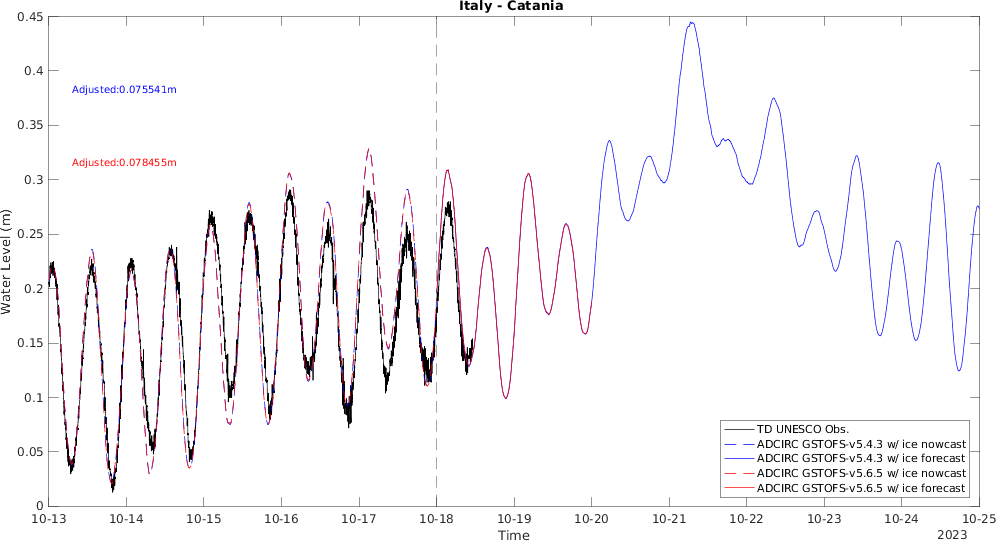 Italy - Catania
0.45
0.4
0.35
0.3
0.25
0.2
0.15
0.1
0.05
0
Water Level (m)
Adjusted:0.075541m
Adjusted:0.078455m
TD UNESCO Obs.
ADCIRC GSTOFS-v5.4.3 w/ ice nowcast
ADCIRC GSTOFS-v5.4.3 w/ ice forecast
ADCIRC GSTOFS-v5.6.5 w/ ice nowcast
ADCIRC GSTOFS-v5.6.5 w/ ice forecast
10-13 10-14 10-15 10-16 10-17 10-18 10-19 10-20 10-21 10-22 10-23 10-24 10-25
Time
2023